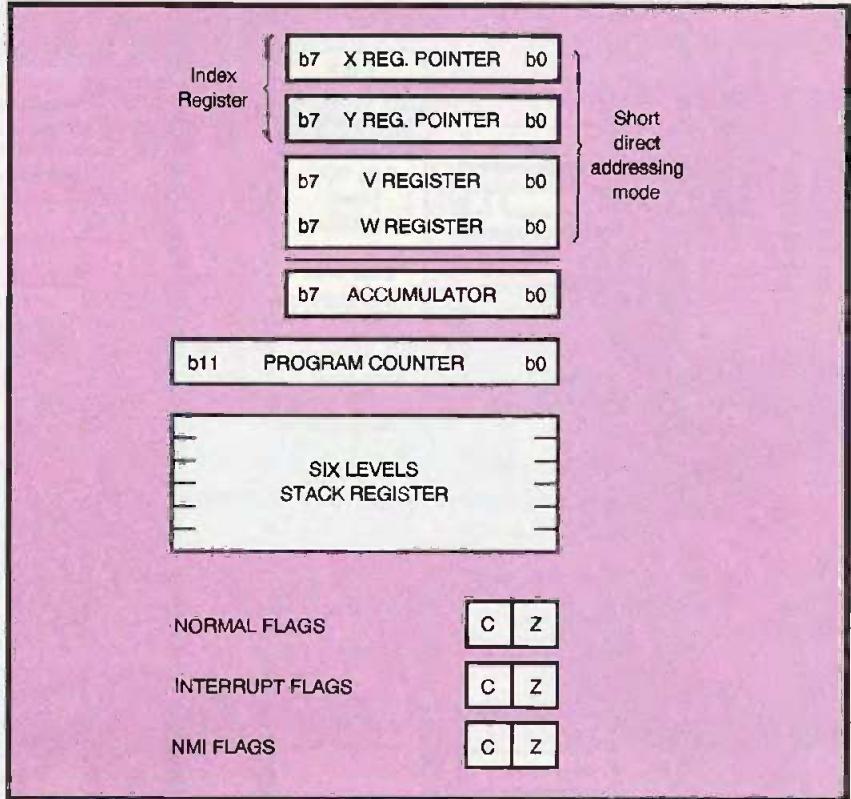 b7 X REG. POINTER b0
Index
Register
b7 Y REG. POINTER b0
Short
direct
addressing
mode
b7 V REGISTER b0
b7 W REGISTER b0
b7 ACCUMULATOR b0
b11 PROGRAM COUNTER b0
SIX LEVELS
STACK REGISTER
NORMAL FLAGS C Z
INTERRUPT FLAGS C Z
NMI FLAGS C Z